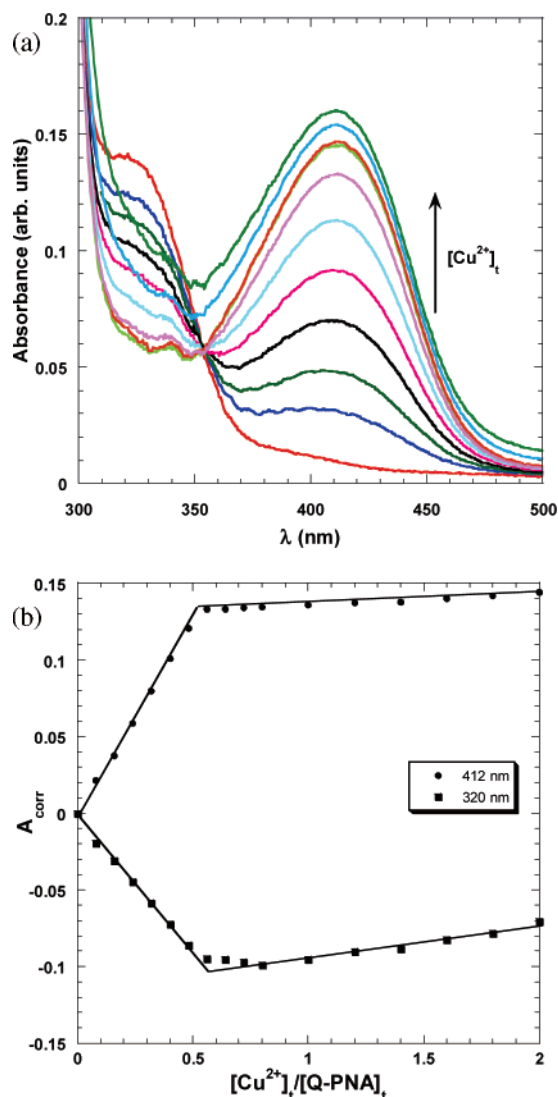 (a)
0.2
0.15
0.1
0.05
0
Absorbance (arb. units)
[Cu²⁺]ₜ
300 350 400 450 500
λ (nm)
(b)
0.15
0.1
0.05
0
-0.05
-0.1
-0.15
A_corr
412 nm
320 nm
0 0.5 1 1.5 2
[Cu²⁺]ₜ/[Q-PNA]ₜ